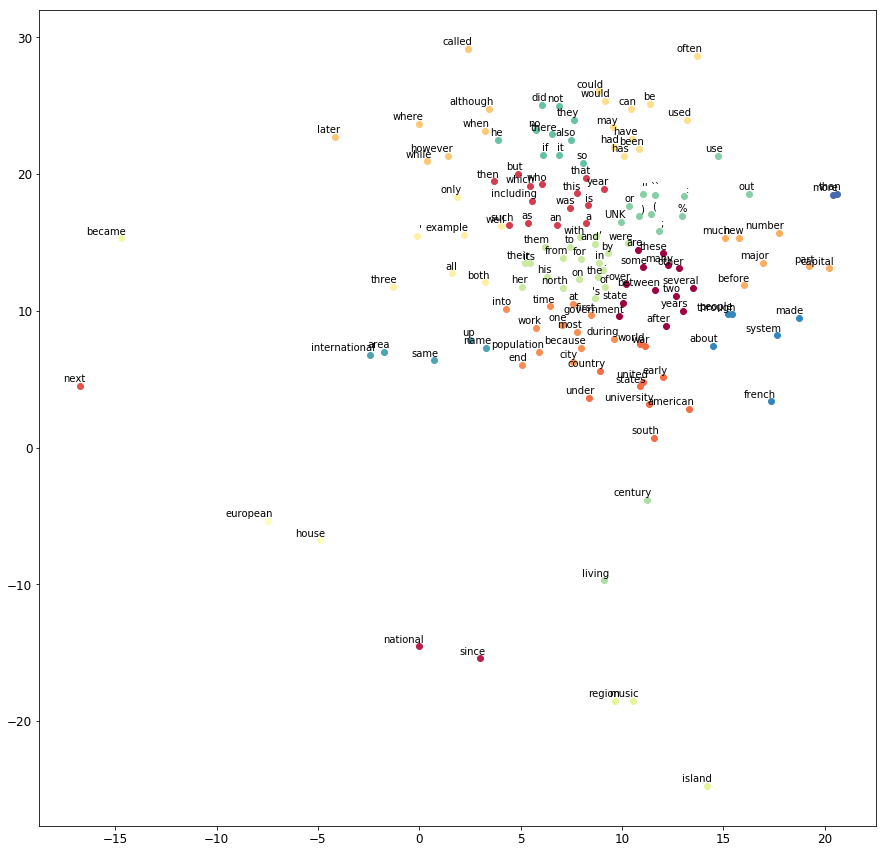 30
called
often
could
would
did
not
be
can
although
they
used
where
no
there
may
when
have
later
he
also
had
been
if
it
has
use
however
while
so
but
that
then
which
who
this
year
more
than
out
only
including
is
or
was
20
such
well
as
an
a
UNK
number
example
with
and
were
much
new
became
them
to
by
are
these
their
its
from
for
in
some
many
other
major
part
capital
all
his
on
the
over
three
both
her
north
of
between
several
before
's
two
into
time
at
state
years
people
through
made
10
first
government
work
one
most
after
up
name
during
system
international
area
population
because
world
war
about
same
end
city
country
united
early
next
under
states
university
american
french
south
0
century
european
house
living
−10
national
since
region
music
−20
island
−15
−10
−5
0
5
10
15
20